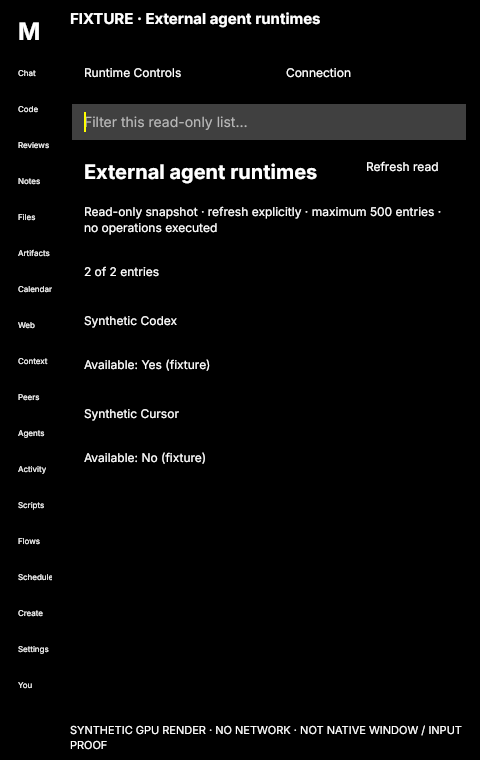 M
FIXTURE · External agent runtimes
Chat
Code
Reviews
Notes
Files
Artifacts
Calendar
Web
Context
Peers
Agents
Activity
Scripts
Flows
Schedule
Create
Settings
You
Runtime Controls
Connection
Filter this read-only list...
External agent runtimes
Refresh read
Read-only snapshot · refresh explicitly · maximum 500 entries ·
no operations executed
2 of 2 entries
Synthetic Codex
Available: Yes (fixture)
Synthetic Cursor
Available: No (fixture)
SYNTHETIC GPU RENDER · NO NETWORK · NOT NATIVE WINDOW / INPUT
PROOF